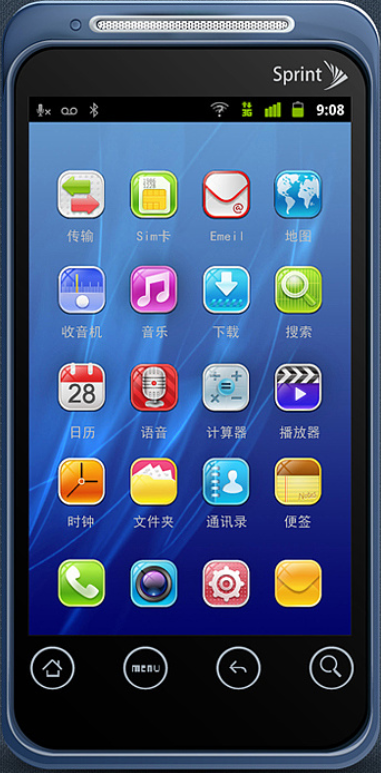 Sprint
3G 9:08
传输 Sim卡 Emeil 地图
收音机 音乐 下载 搜索
28
日历 语音 计算器 播放器
Note
时钟 文件夹 通讯录 便签
MENU